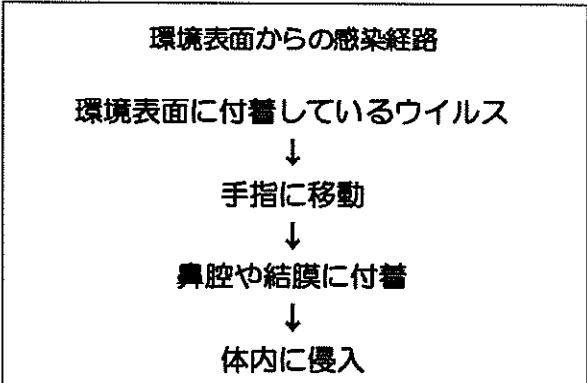 環境表面からの感染経路
環境表面に付着しているウイルス
↓
手指に移動
↓
鼻腔や結膜に付着
↓
体内に侵入